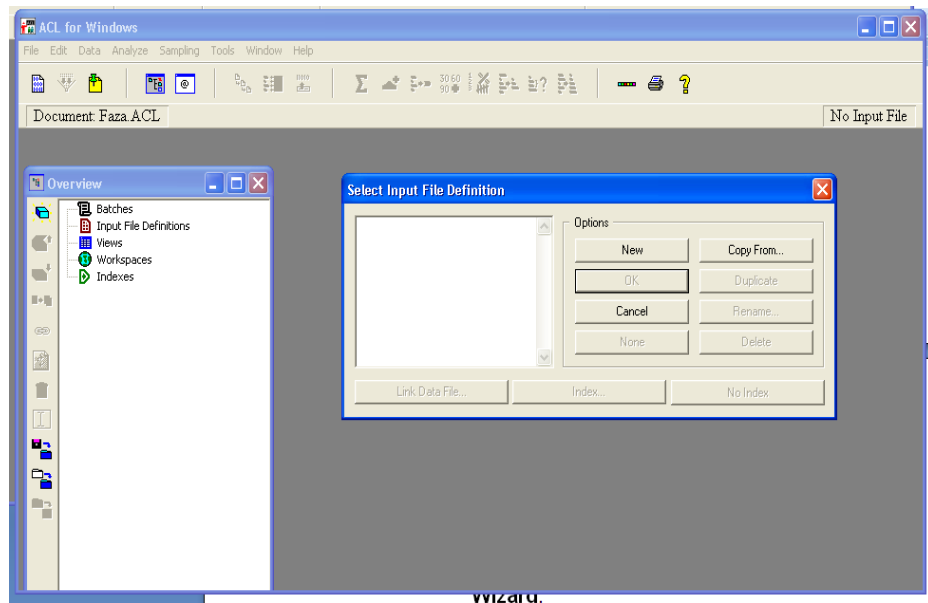 ACL for Windows
File Edit Data Analyze Sampling Tools Window Help
Document: Faza.ACL No Input File
Overview
Batches
Input File Definitions
Views
Workspaces
Indexes
Select Input File Definition
Options
New Copy From...
OK Duplicate
Cancel Rename...
None Delete
Link Data File... Index... No Index
Wizard.